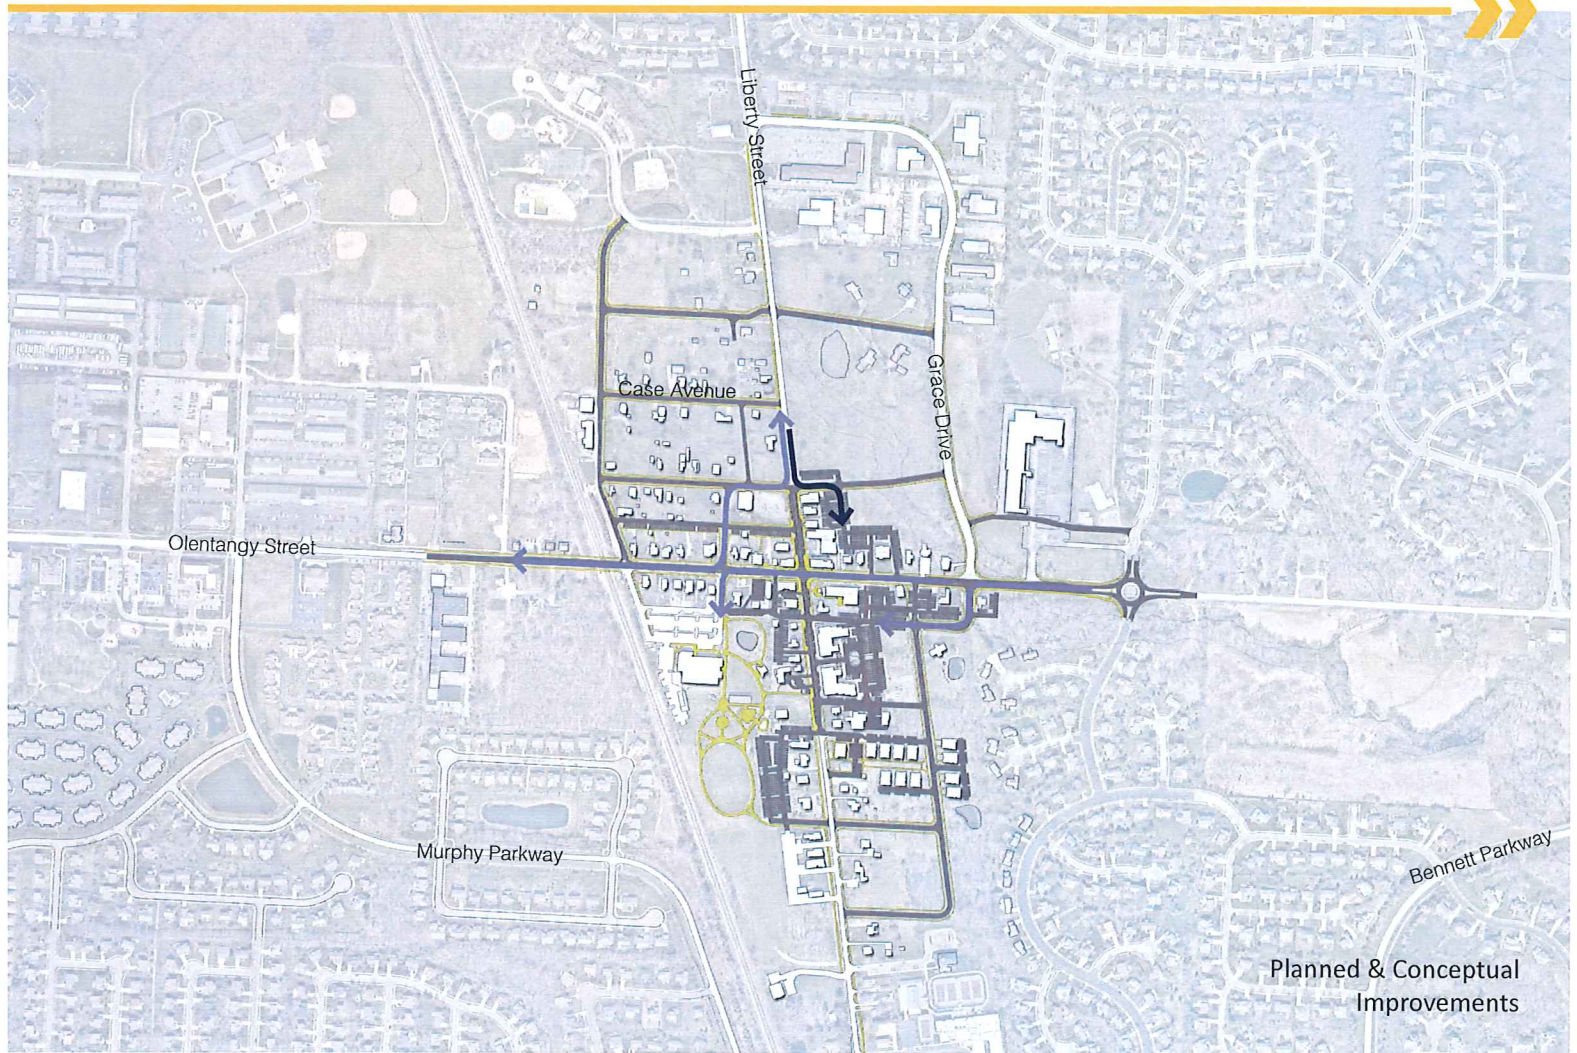 Liberty Street
Case Avenue
Grace Drive
Olentangy Street
Murphy Parkway
Bennett Parkway
Planned & Conceptual
Improvements